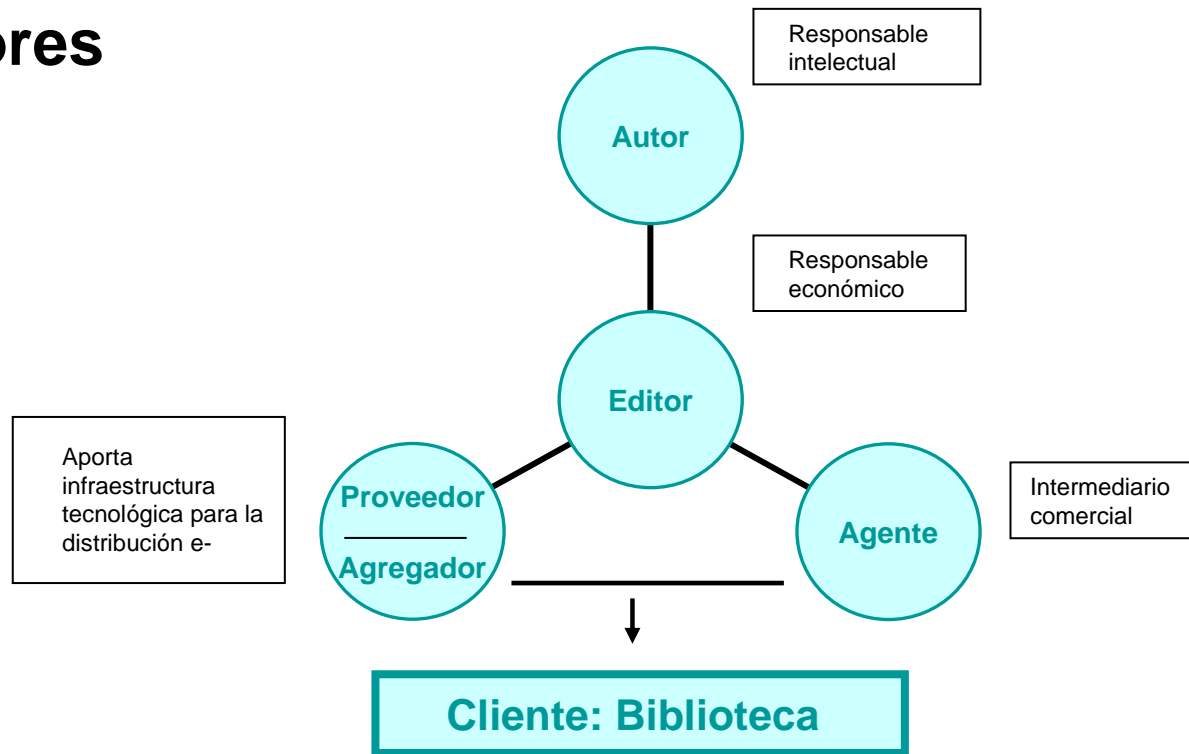 ores
Responsable
intelectual
Autor
Responsable
económico
Editor
Aporta
infraestructura
tecnológica para la
distribución e-
Proveedor
Agregador
Agente
Intermediario
comercial
Cliente: Biblioteca